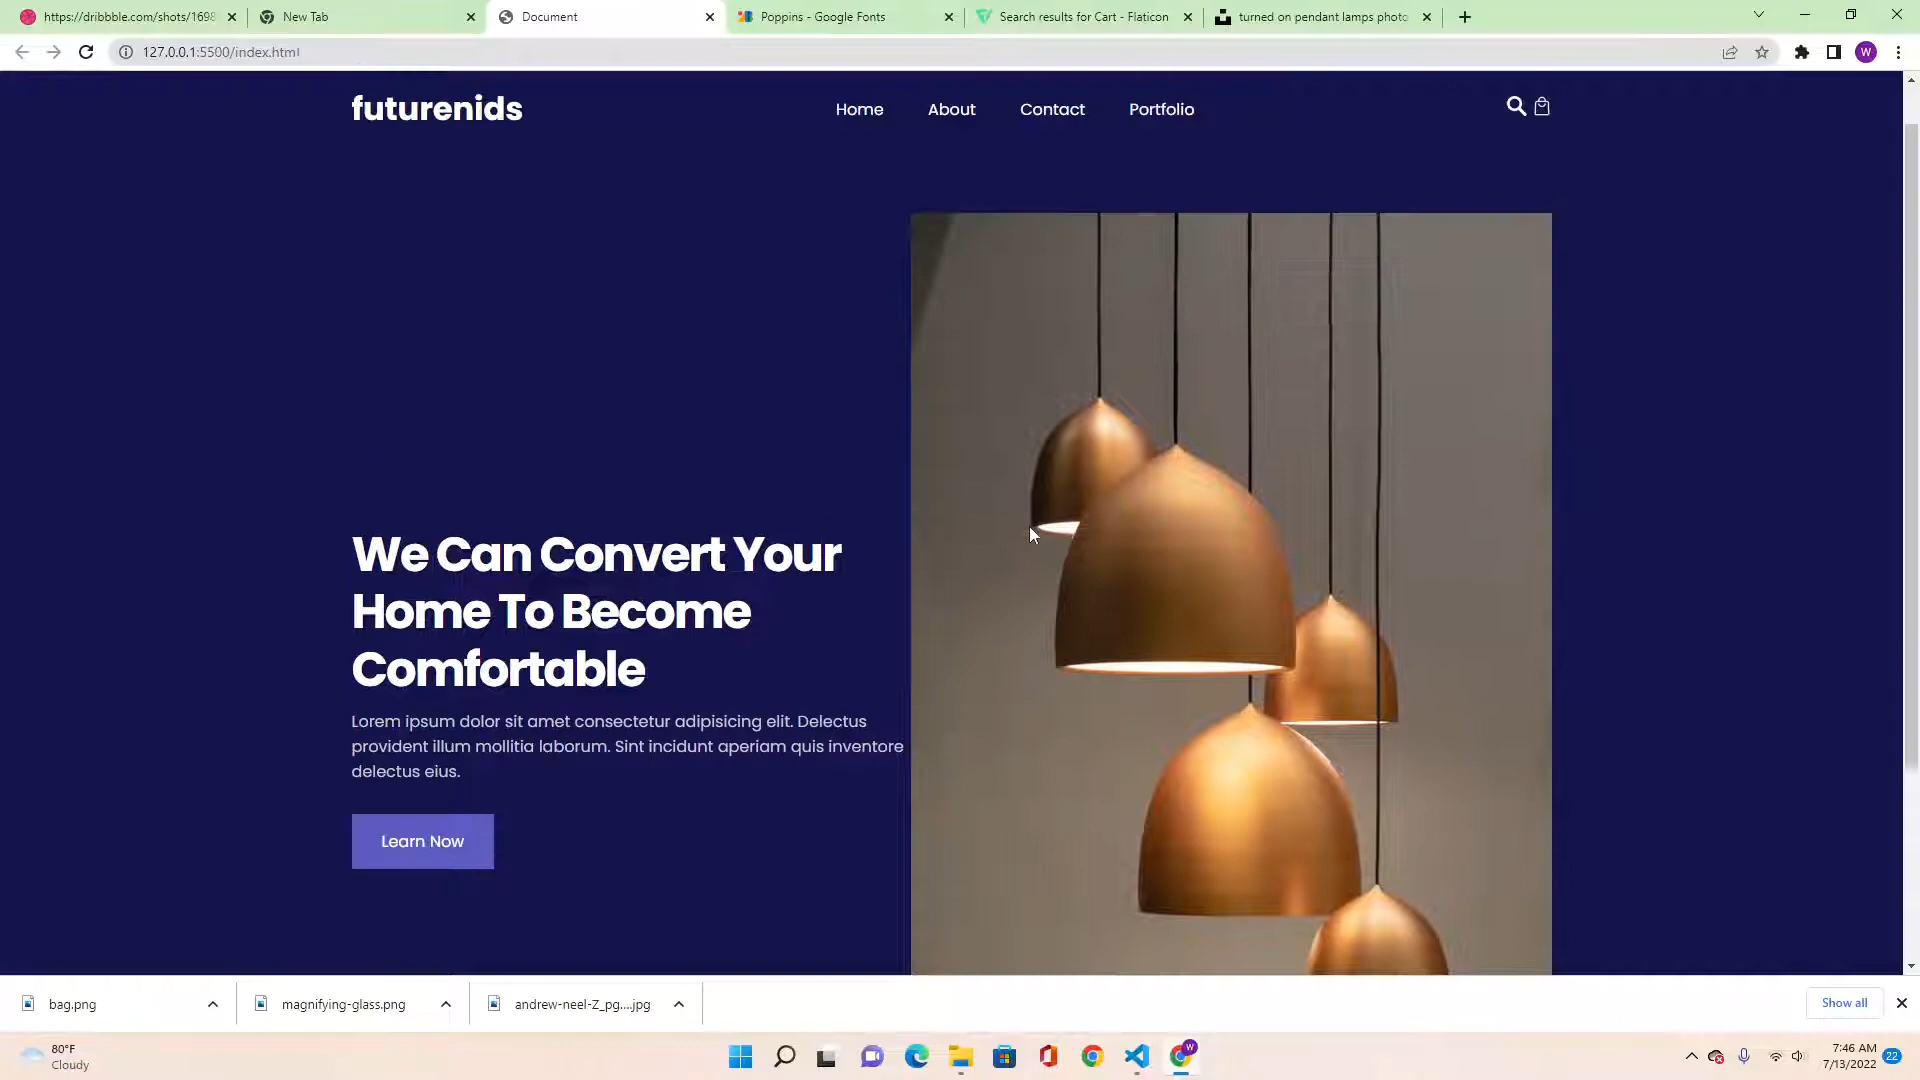 https://dribbble.com/shots/1698
New Tab
Document
Poppins - Google Fonts
Search results for Cart - Flaticon
turned on pendant lamps photo
127.0.0.1:5500/index.html
W
futurenids
Home
About
Contact
Portfolio
We Can Convert Your
Home To Become
Comfortable
Lorem ipsum dolor sit amet consectetur adipisicing elit. Delectus
provident illum mollitia laborum. Sint incidunt aperiam quis inventore
delectus eius.
Learn Now
bag.png
magnifying-glass.png
andrew-neel-Z_pg....jpg
Show all
80°F
Cloudy
W
7:46 AM
7/13/2022
22